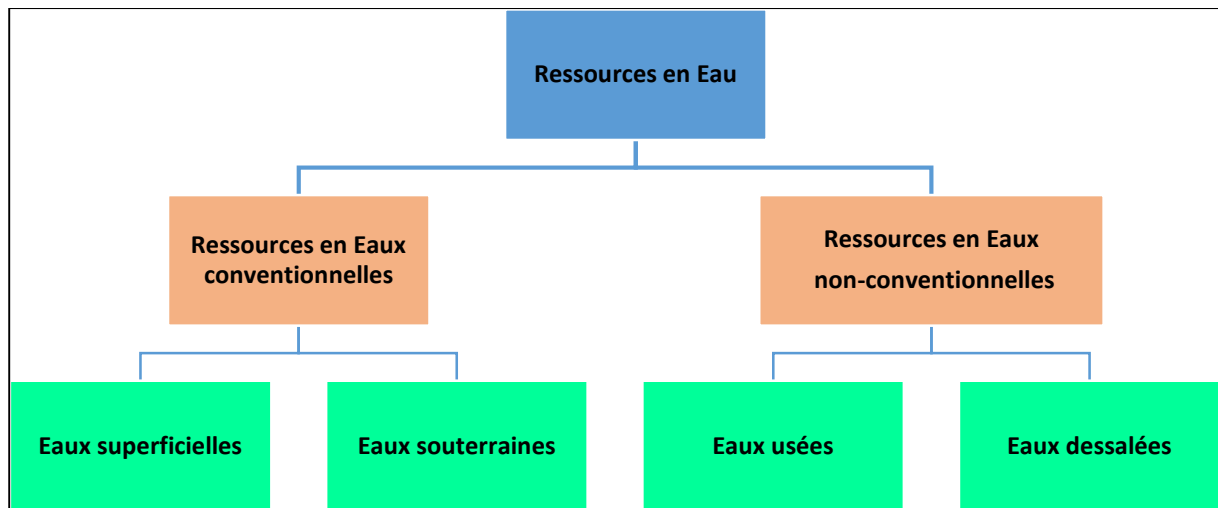 Ressources en Eau
Ressources en Eaux
conventionnelles
Ressources en Eaux
non-conventionnelles
Eaux superficielles
Eaux souterraines
Eaux usées
Eaux dessalées